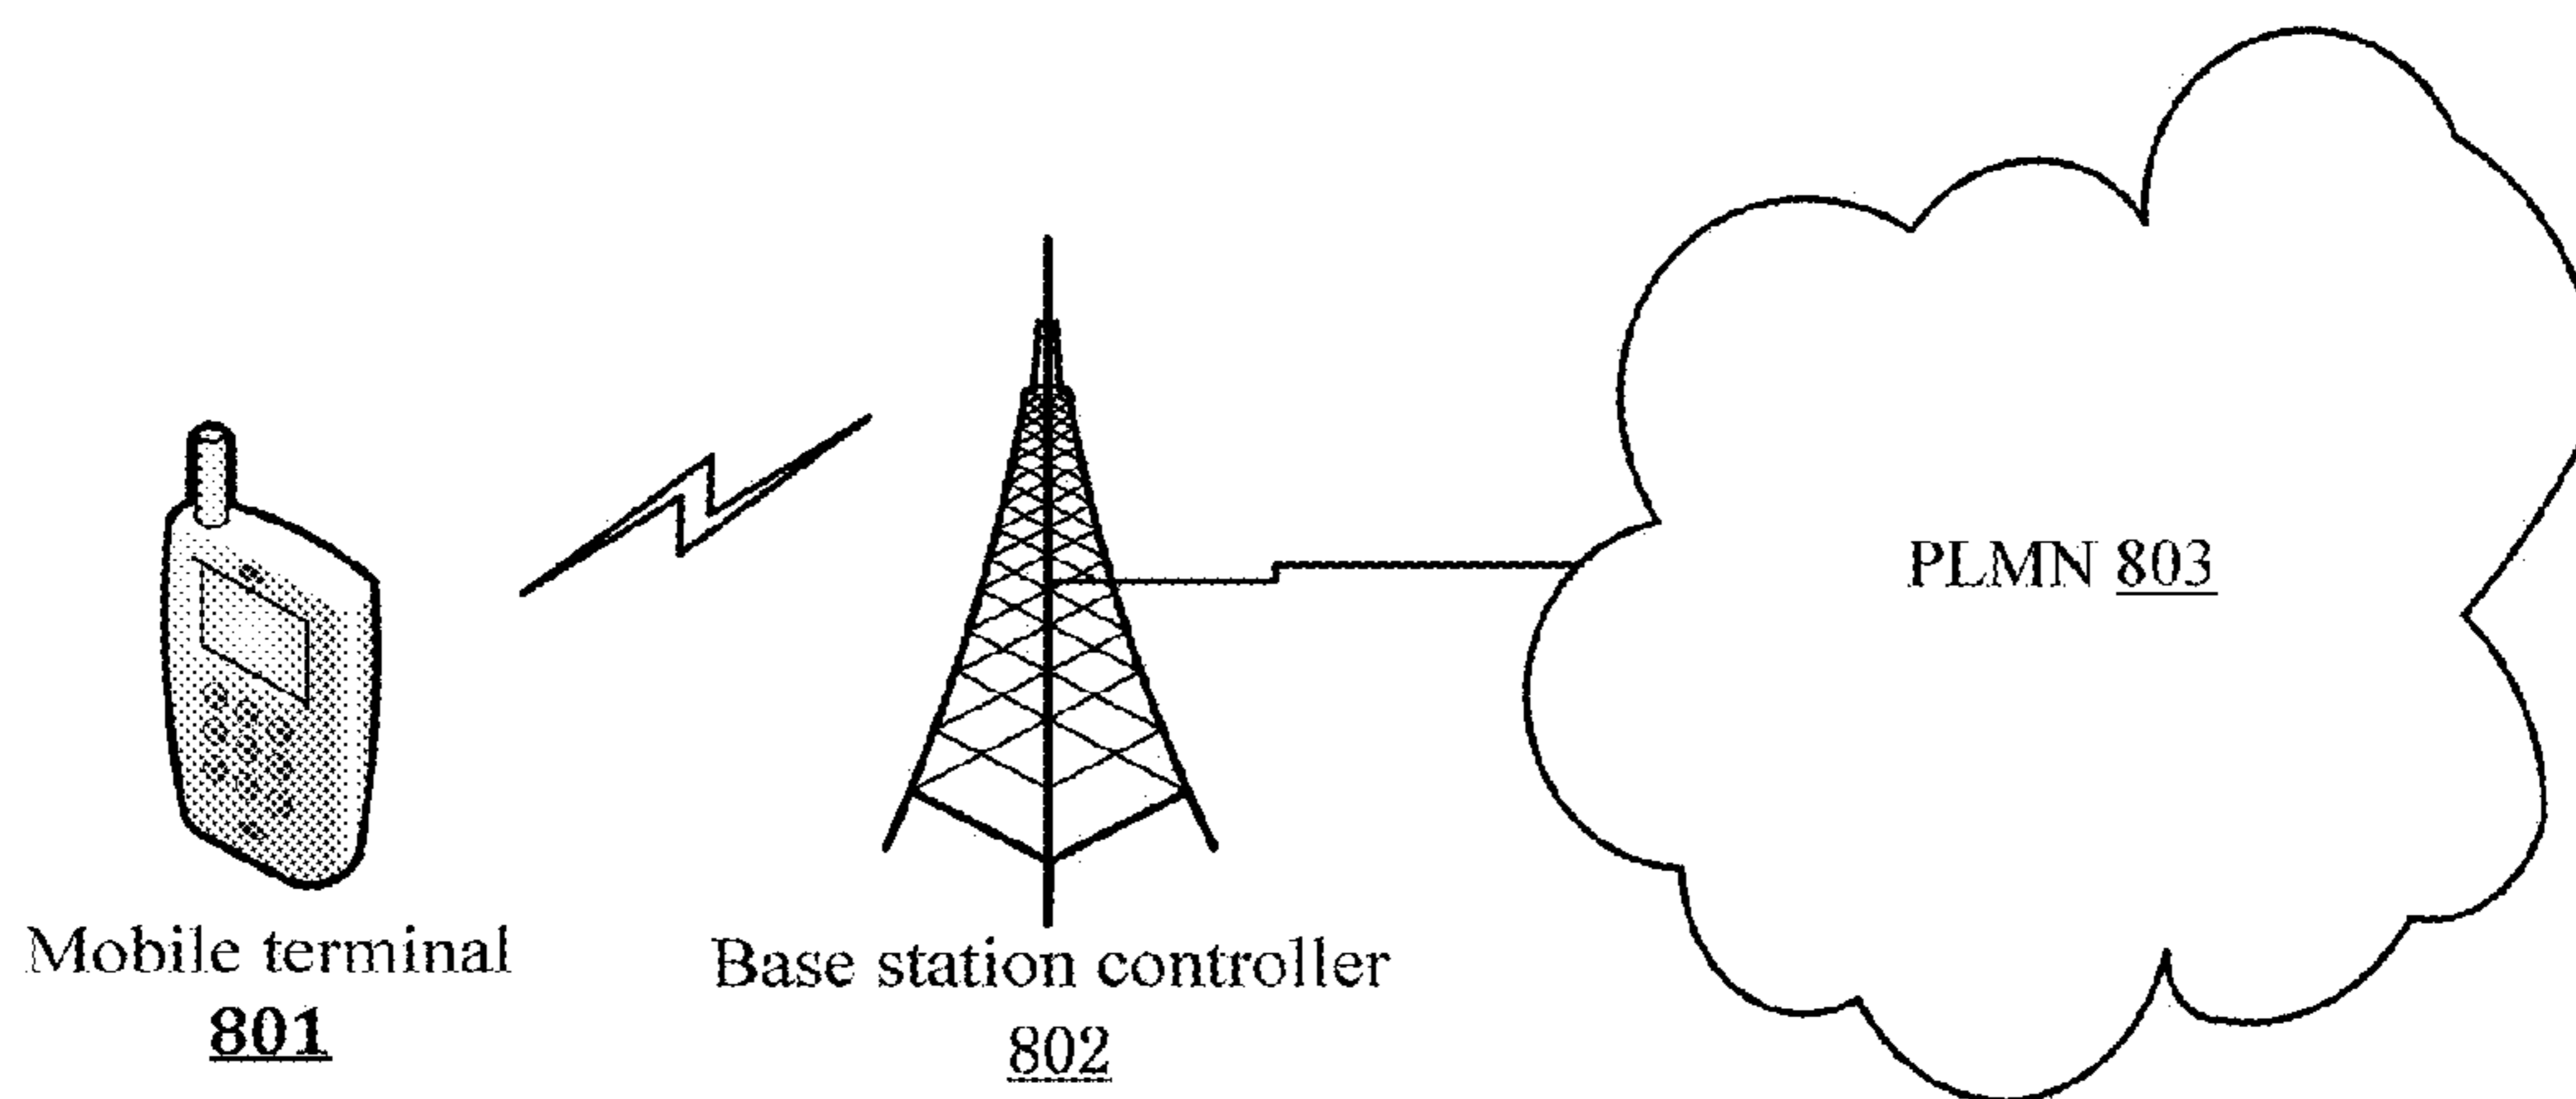 PLMN 803
Mobile terminal
801
Base station controller
802